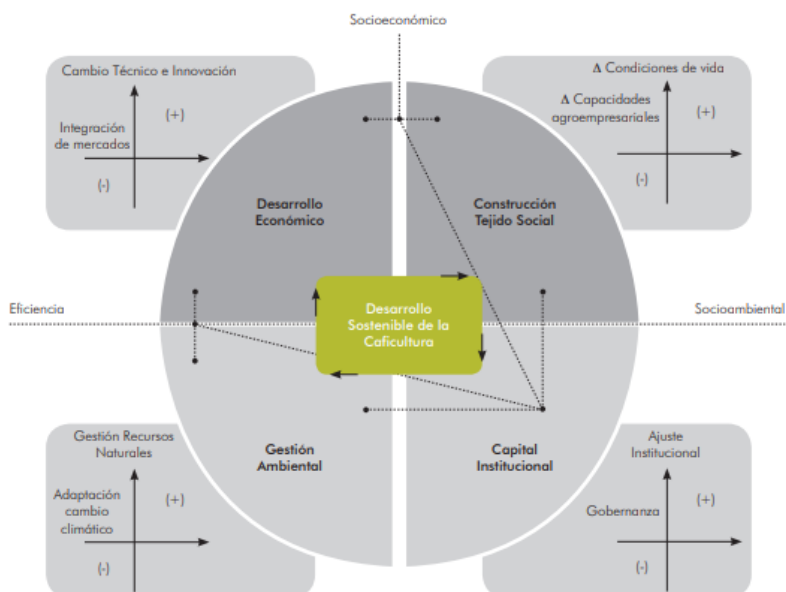 Socioeconómico
Cambio Técnico e Innovación
(+)
Integración
de mercados
(-)
Δ Condiciones de vida
Δ Capacidades
agroempresariales
(+)
(-)
Desarrollo
Económico
Construcción
Tejido Social
Eficiencia
Desarrollo
Sostenible de la
Caficultura
Socioambiental
Gestión
Ambiental
Capital
Institucional
Gestión Recursos
Naturales
Adaptación
cambio
climático
(+)
(-)
Ajuste
Institucional
Gobernanza
(+)
(-)